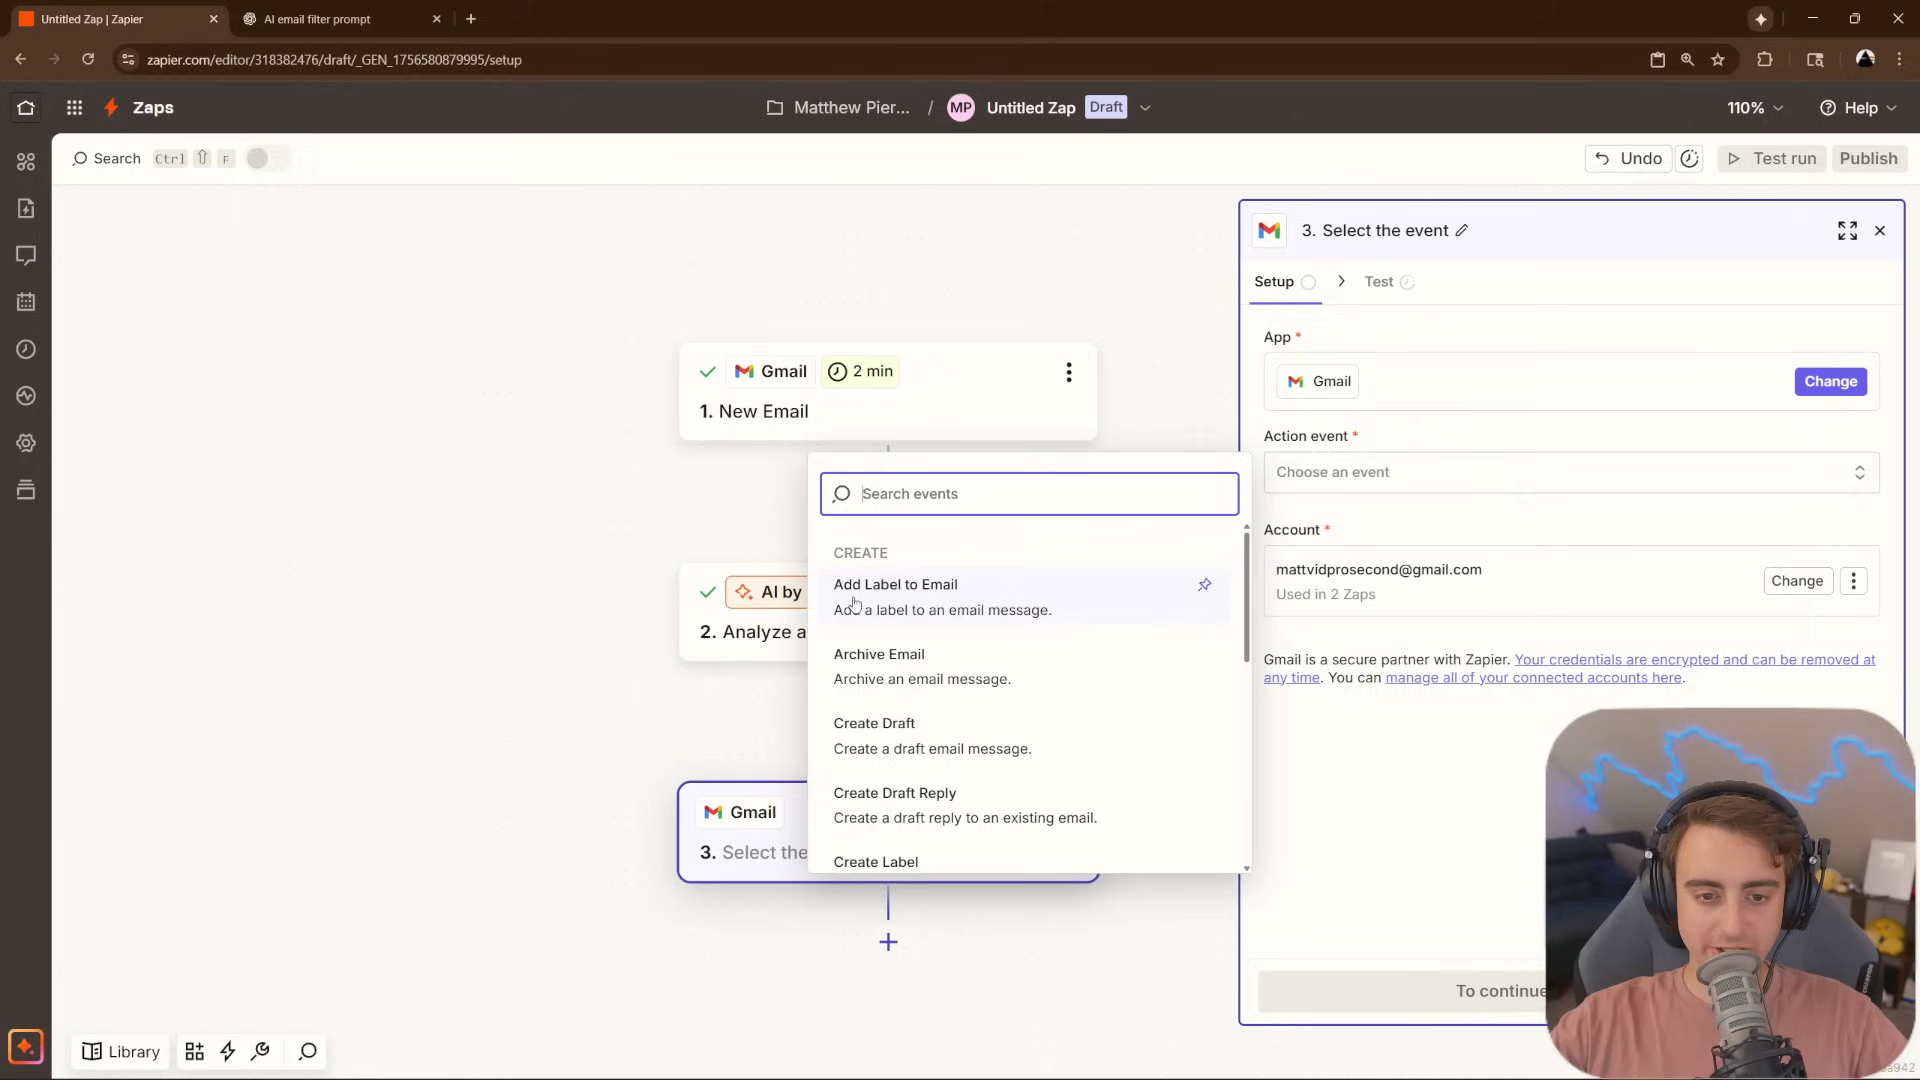 Untitled Zap | Zapier
AI email filter prompt
zapier.com/editor/318382476/draft/_GEN_1756580879995/setup
Zaps
Matthew Pier... / MP Untitled Zap Draft
110%
Help
Search Ctrl F
Undo
Test run
Publish
3. Select the event
Setup
Test
App *
Gmail
Change
Action event *
Choose an event
Account *
mattvidprosecond@gmail.com
Used in 2 Zaps
Change
Gmail is a secure partner with Zapier. Your credentials are encrypted and can be removed at
any time. You can manage all of your connected accounts here.
To continue
Gmail
2 min
1. New Email
AI by
2. Analyze a
Gmail
3. Select the
Search events
CREATE
Add Label to Email
Add a label to an email message.
Archive Email
Archive an email message.
Create Draft
Create a draft email message.
Create Draft Reply
Create a draft reply to an existing email.
Create Label
Library